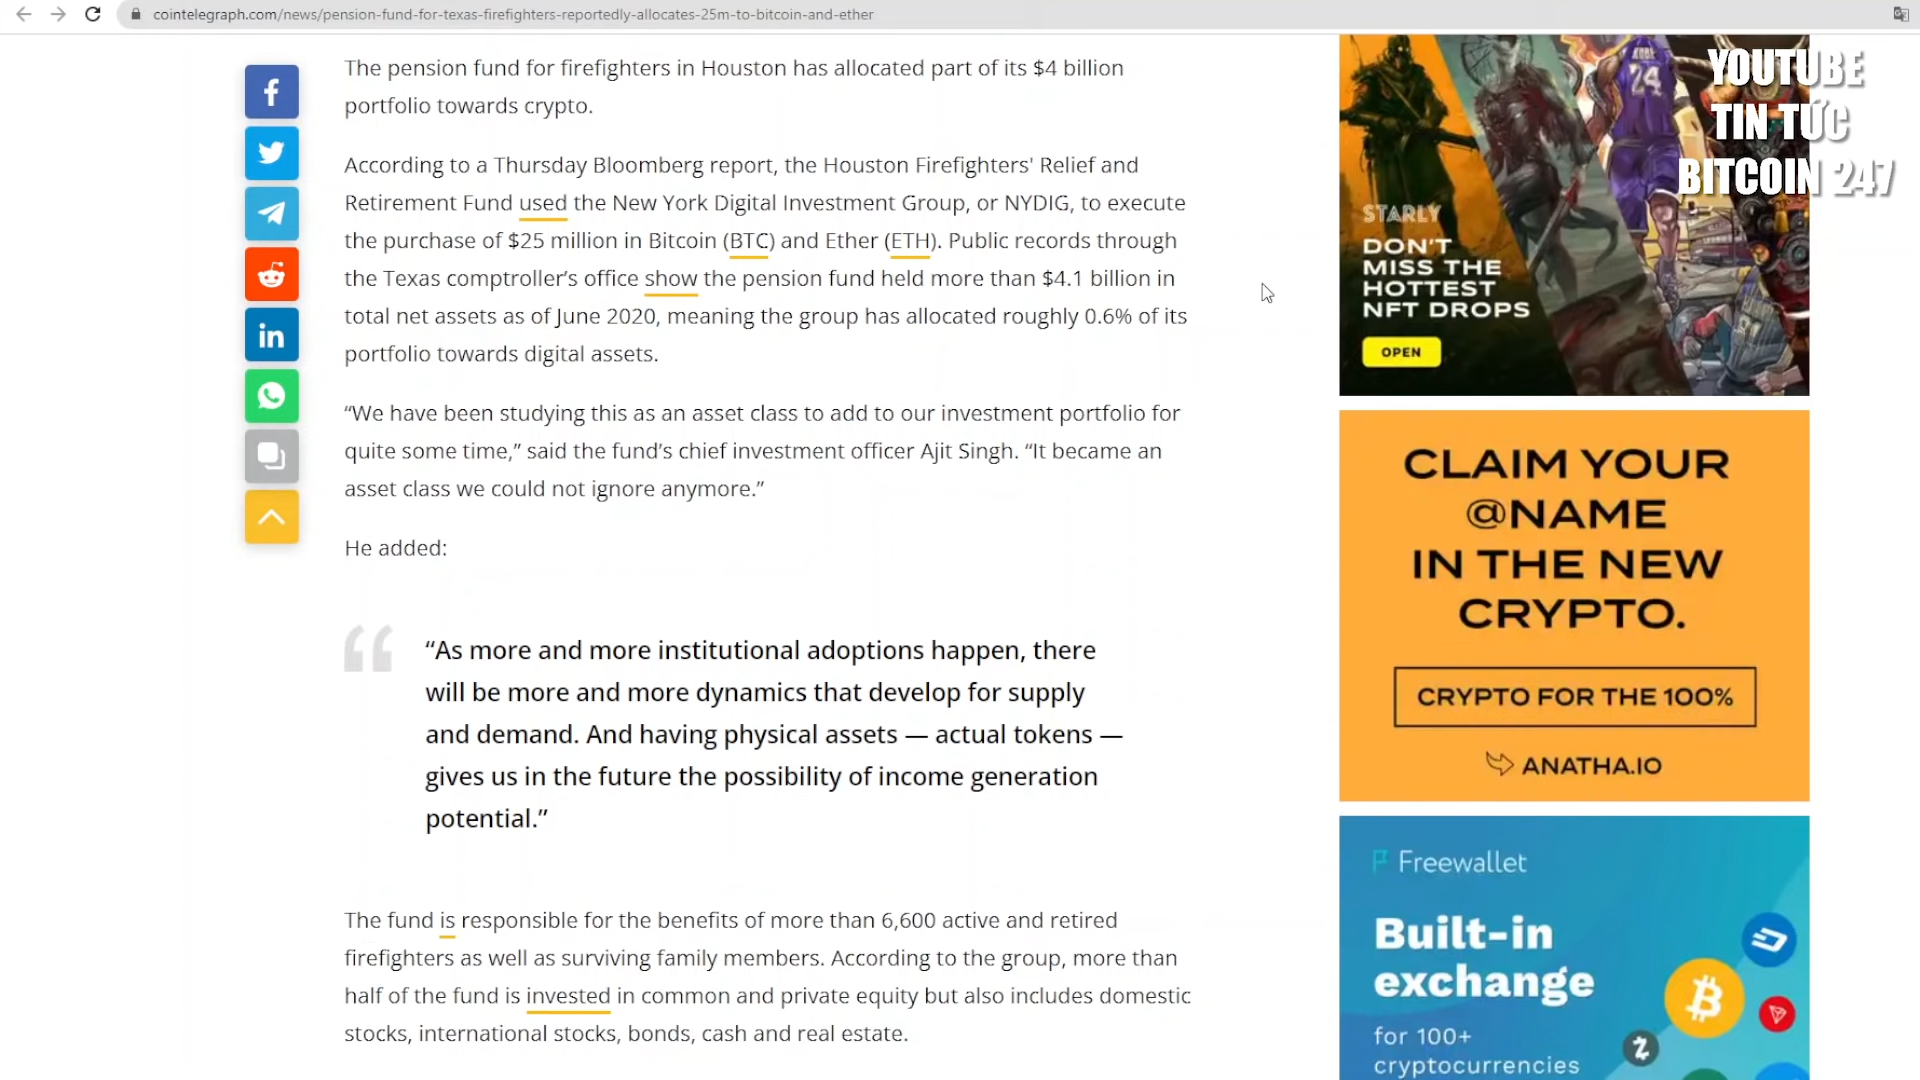 cointelegraph.com/news/pension-fund-for-texas-firefighters-reportedly-allocates-25m-to-bitcoin-and-ether
The pension fund for firefighters in Houston has allocated part of its $4 billion
portfolio towards crypto.
According to a Thursday Bloomberg report, the Houston Firefighters' Relief and
Retirement Fund used the New York Digital Investment Group, or NYDIG, to execute
the purchase of $25 million in Bitcoin (BTC) and Ether (ETH). Public records through
the Texas comptroller’s office show the pension fund held more than $4.1 billion in
total net assets as of June 2020, meaning the group has allocated roughly 0.6% of its
portfolio towards digital assets.
“We have been studying this as an asset class to add to our investment portfolio for
quite some time,” said the fund’s chief investment officer Ajit Singh. “It became an
asset class we could not ignore anymore.”
He added:
“As more and more institutional adoptions happen, there
will be more and more dynamics that develop for supply
and demand. And having physical assets — actual tokens —
gives us in the future the possibility of income generation
potential.”
The fund is responsible for the benefits of more than 6,600 active and retired
firefighters as well as surviving family members. According to the group, more than
half of the fund is invested in common and private equity but also includes domestic
stocks, international stocks, bonds, cash and real estate.
YOUTUBE
TIN TỨC
BITCOIN 247
24
STARLY
DON'T
MISS THE
HOTTEST
NFT DROPS
OPEN
CLAIM YOUR
@NAME
IN THE NEW
CRYPTO.
CRYPTO FOR THE 100%
ANATHA.IO
Freewallet
Built-in
exchange
for 100+
cryptocurrencies